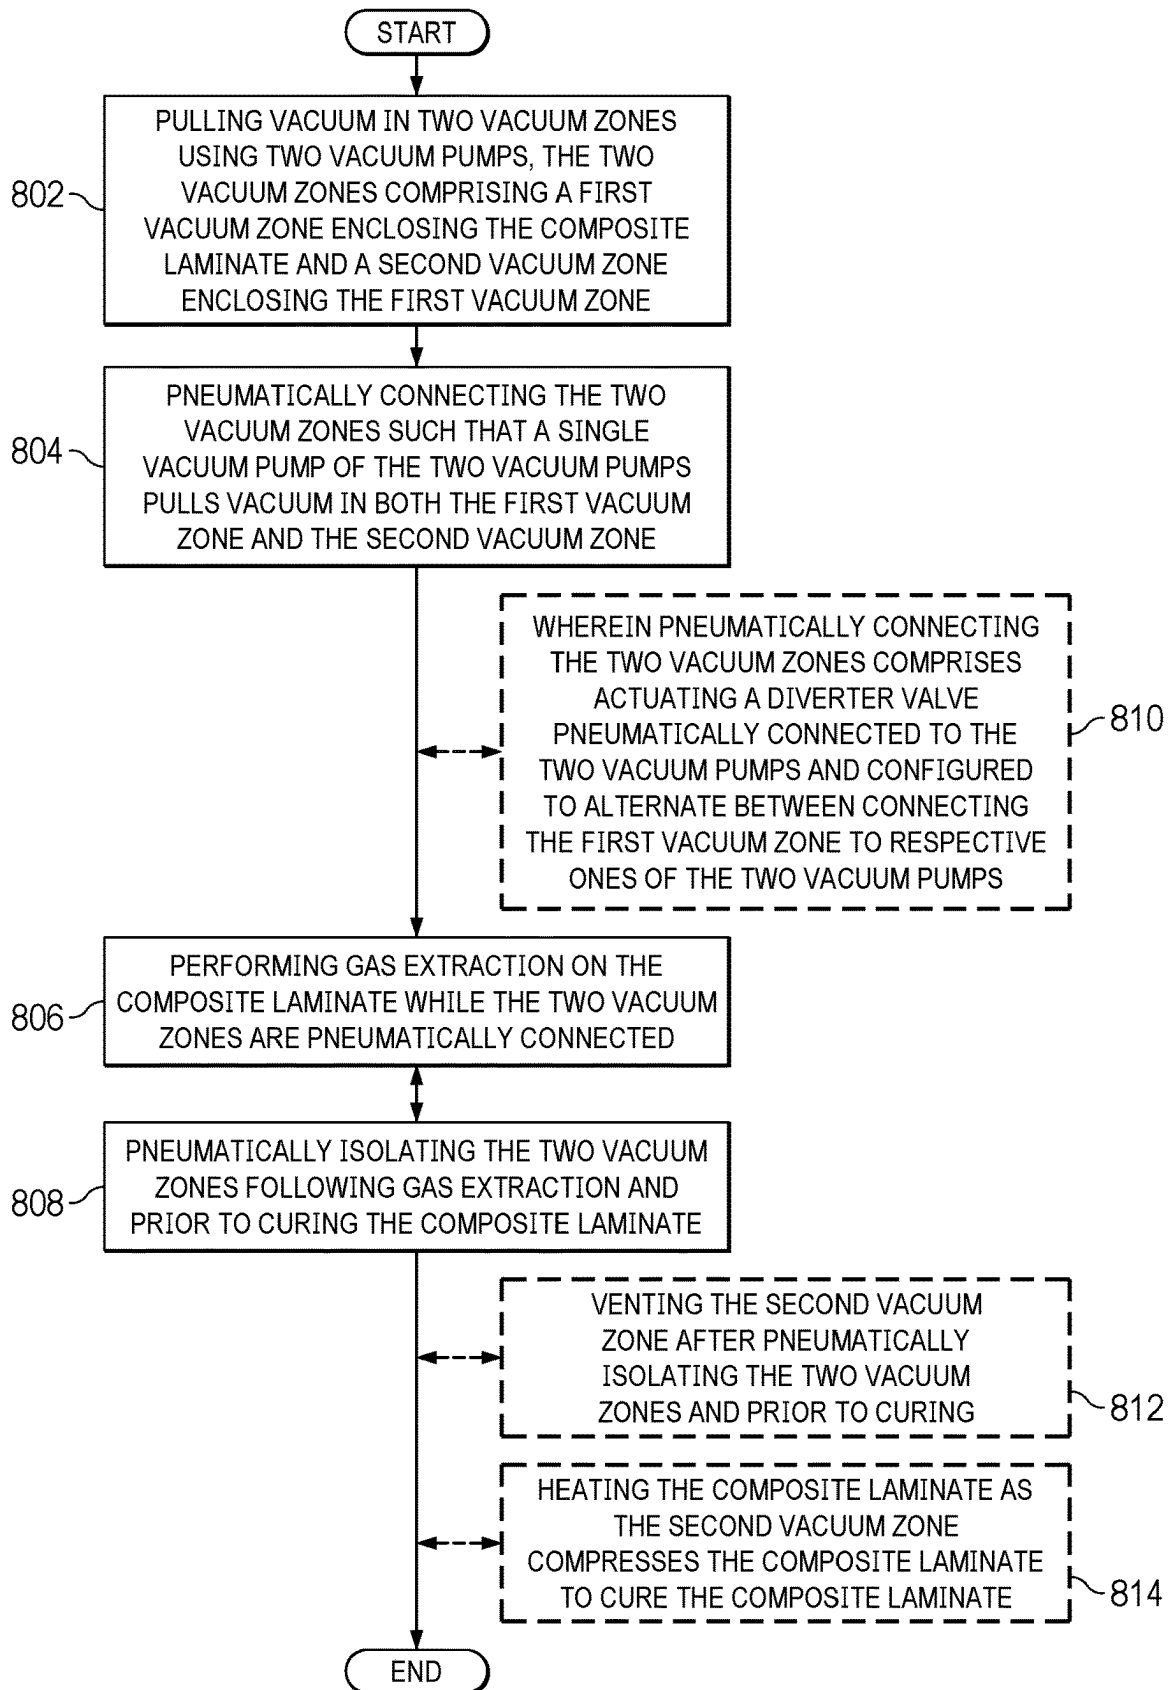 START
PULLING VACUUM IN TWO VACUUM ZONES
USING TWO VACUUM PUMPS, THE TWO
VACUUM ZONES COMPRISING A FIRST
VACUUM ZONE ENCLOSING THE COMPOSITE
LAMINATE AND A SECOND VACUUM ZONE
ENCLOSING THE FIRST VACUUM ZONE
802
PNEUMATICALLY CONNECTING THE TWO
VACUUM ZONES SUCH THAT A SINGLE
VACUUM PUMP OF THE TWO VACUUM PUMPS
PULLS VACUUM IN BOTH THE FIRST VACUUM
ZONE AND THE SECOND VACUUM ZONE
804
WHEREIN PNEUMATICALLY CONNECTING
THE TWO VACUUM ZONES COMPRISES
ACTUATING A DIVERTER VALVE
PNEUMATICALLY CONNECTED TO THE
TWO VACUUM PUMPS AND CONFIGURED
TO ALTERNATE BETWEEN CONNECTING
THE FIRST VACUUM ZONE TO RESPECTIVE
ONES OF THE TWO VACUUM PUMPS
810
PERFORMING GAS EXTRACTION ON THE
COMPOSITE LAMINATE WHILE THE TWO VACUUM
ZONES ARE PNEUMATICALLY CONNECTED
806
PNEUMATICALLY ISOLATING THE TWO VACUUM
ZONES FOLLOWING GAS EXTRACTION AND
PRIOR TO CURING THE COMPOSITE LAMINATE
808
VENTING THE SECOND VACUUM
ZONE AFTER PNEUMATICALLY
ISOLATING THE TWO VACUUM
ZONES AND PRIOR TO CURING
812
HEATING THE COMPOSITE LAMINATE AS
THE SECOND VACUUM ZONE
COMPRESSES THE COMPOSITE LAMINATE
TO CURE THE COMPOSITE LAMINATE
814
END